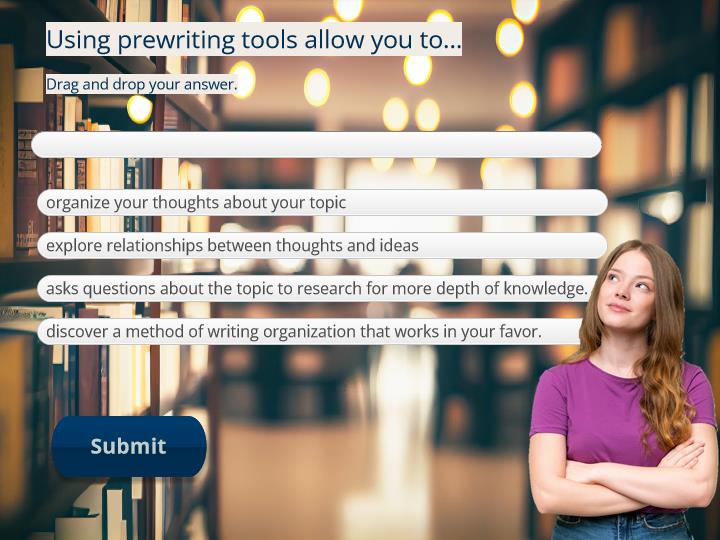 Using prewriting tools allow you to...
Drag and drop your answer.
organize your thoughts about your topic
explore relationships between thoughts and ideas
asks questions about the topic to research for more depth of knowledge.
discover a method of writing organization that works in your favor.
Submit